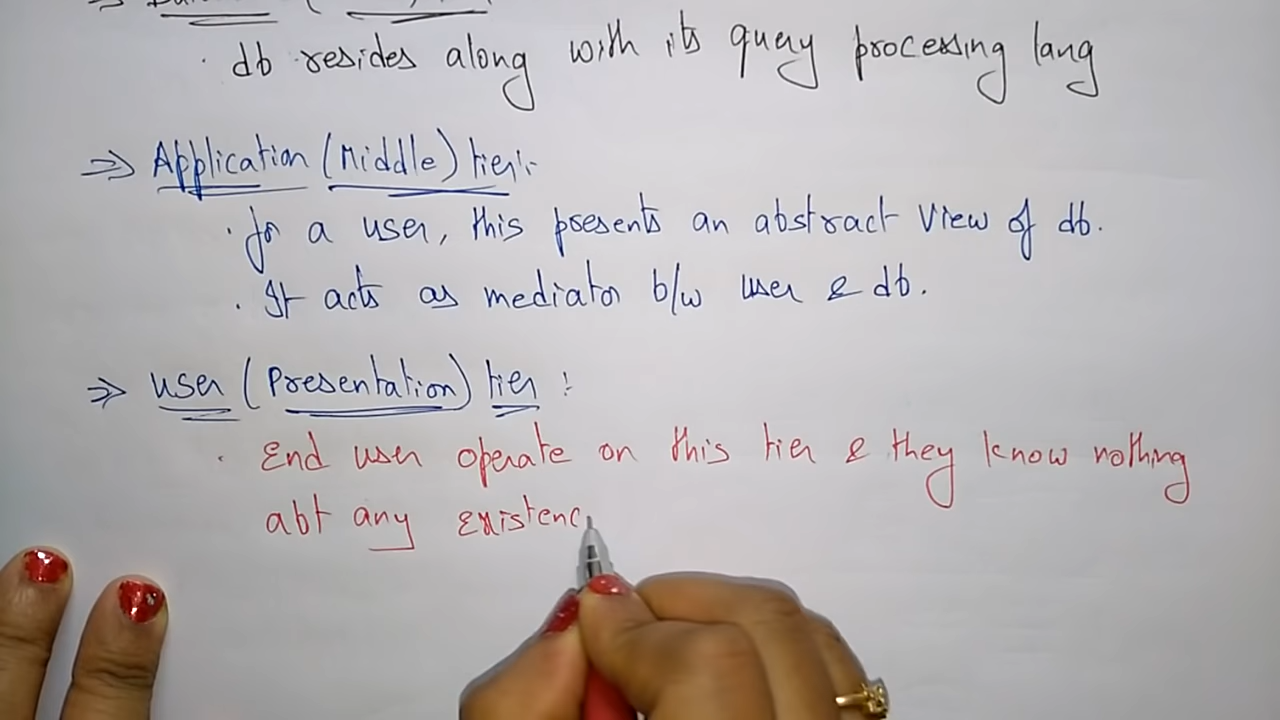 · db resides along with its query processing lang
⇒ Application (Middle) tier:-
· for a user, this presents an abstract view of db.
· It acts as mediator b/w user & db.
⇒ User (Presentation) tier :
· End user operate on this tier & they know nothing
abt any existenc